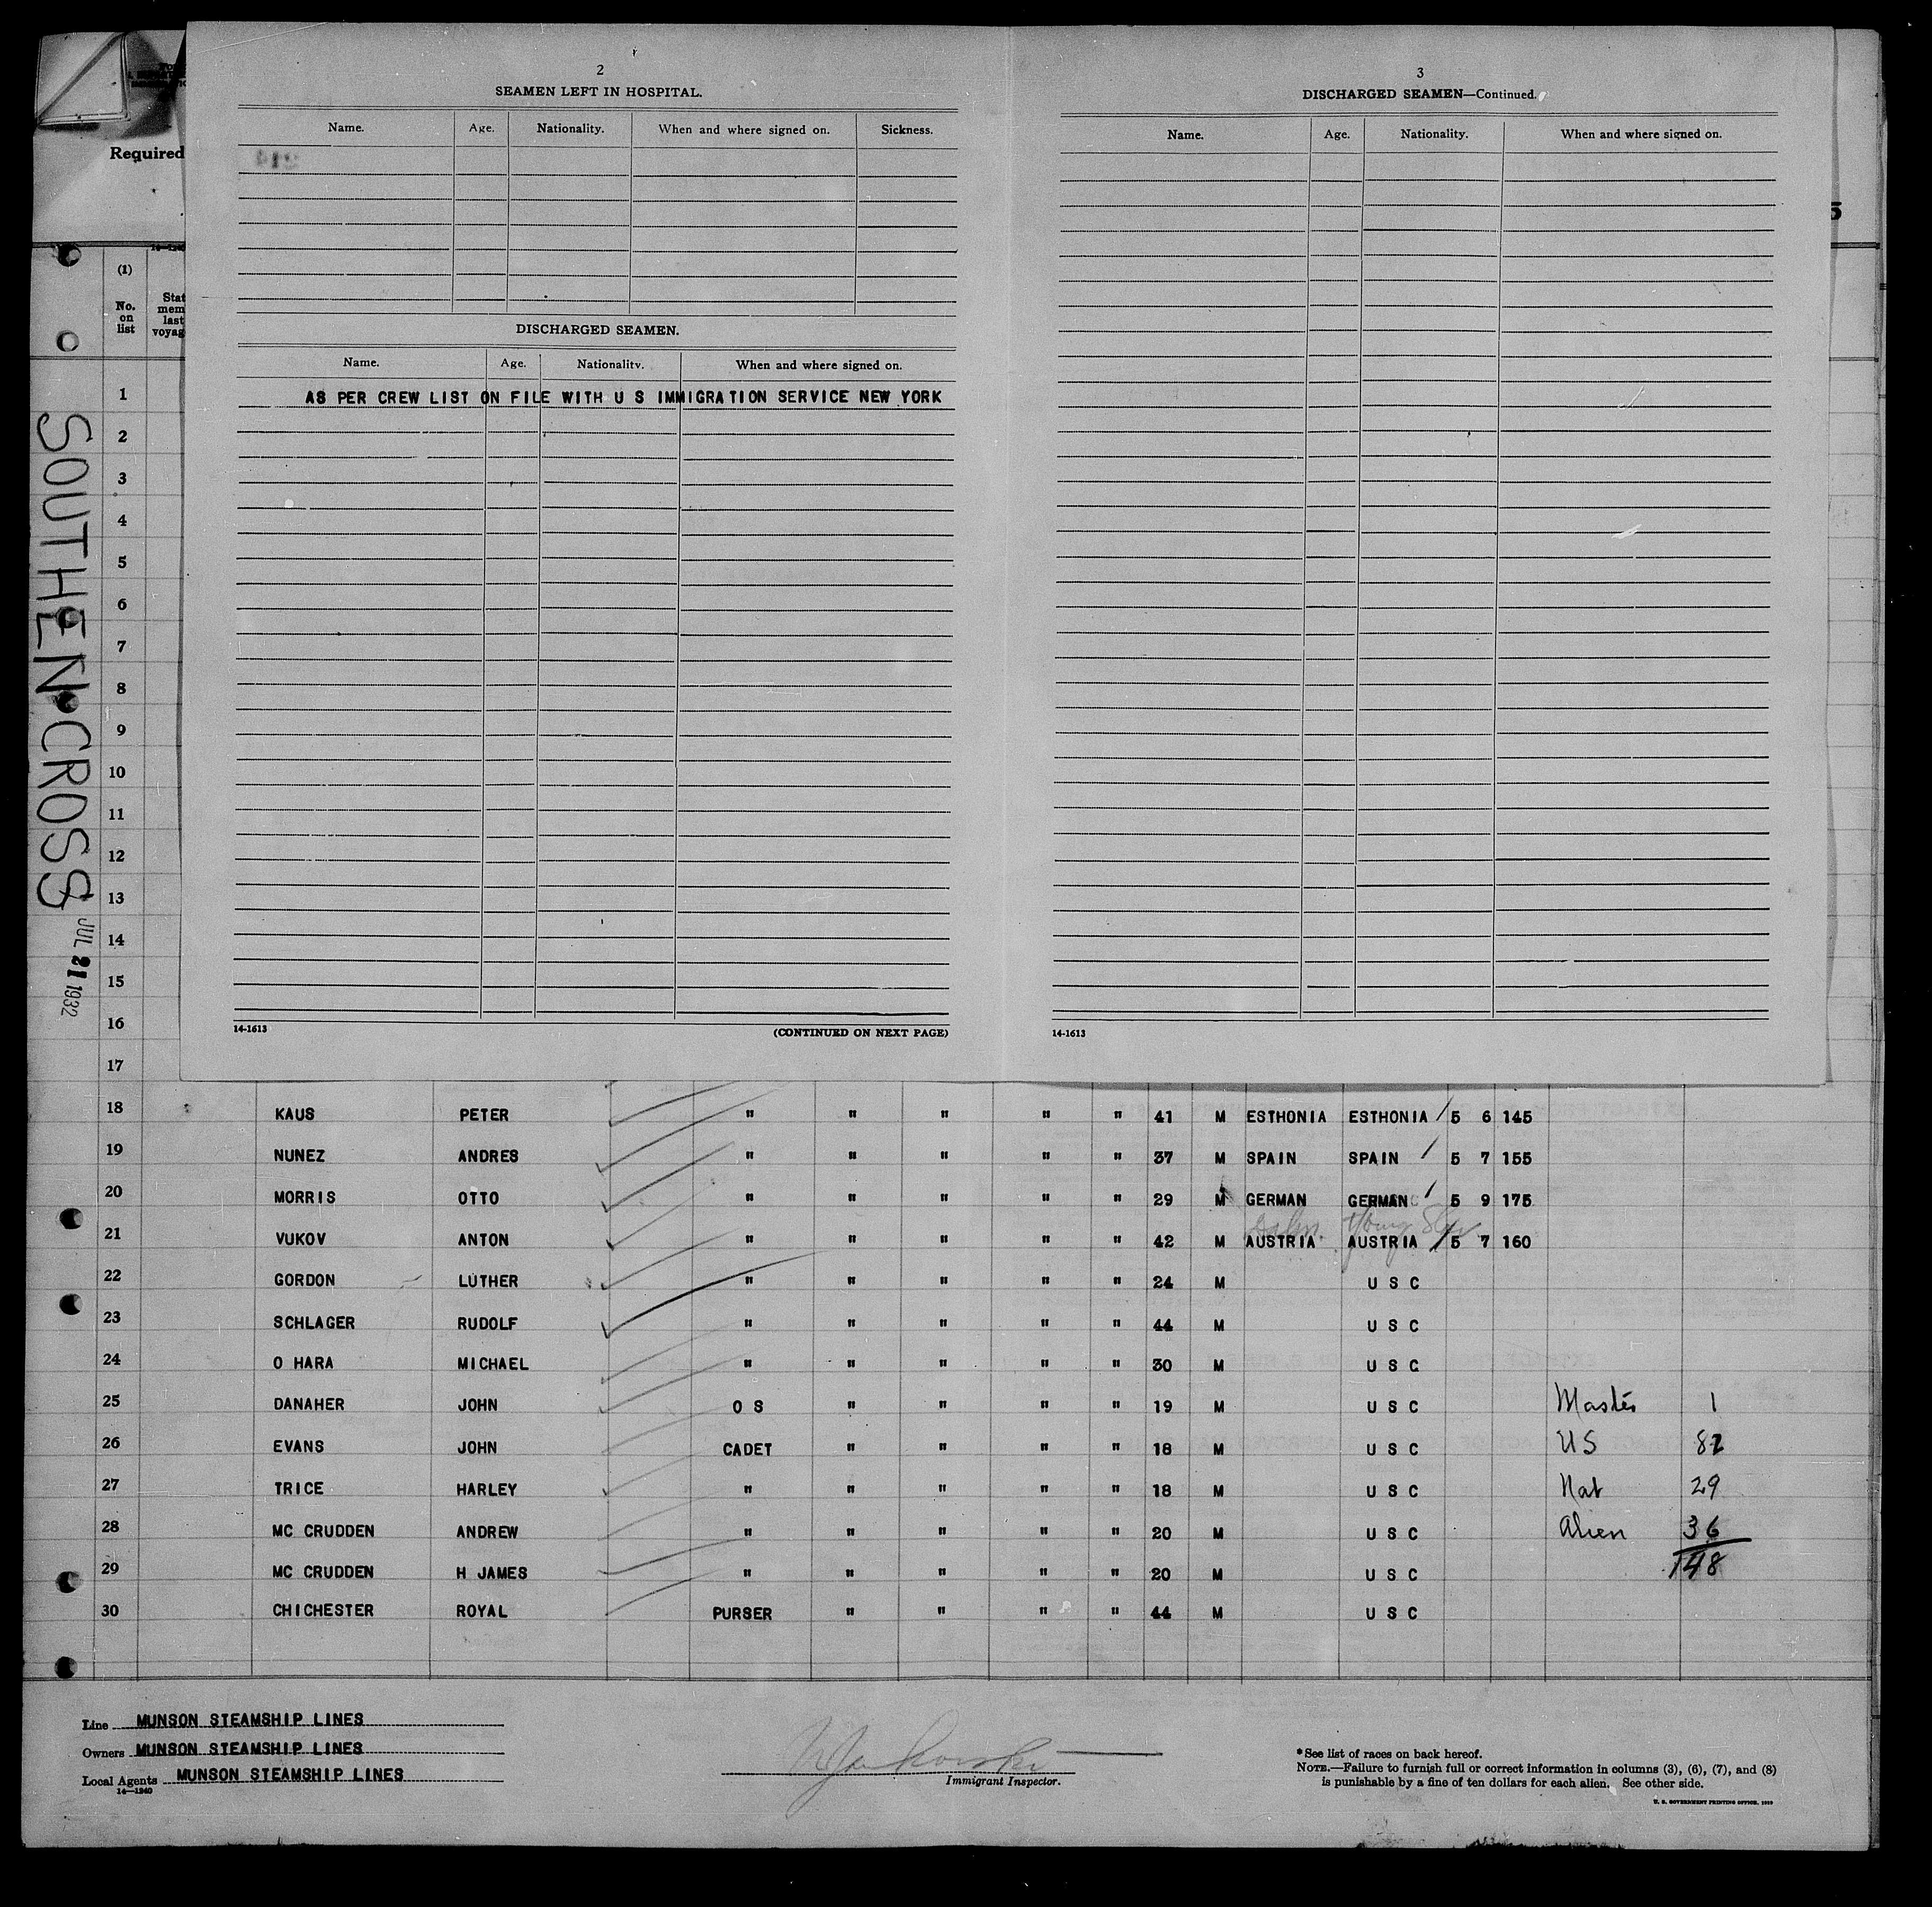 Required
5
(1)
No.
on
list
SOUTHEN CROSS
JUL 12 1932
2
SEAMEN LEFT IN HOSPITAL.
Name. Age. Nationality. When and where signed on. Sickness.
DISCHARGED SEAMEN.
Name. Age. Nationality. When and where signed on.
AS PER CREW LIST ON FILE WITH U S IMMIGRATION SERVICE NEW YORK
14-1613 (CONTINUED ON NEXT PAGE)
3
DISCHARGED SEAMEN—Continued.
Name. Age. Nationality. When and where signed on.
14-1613
1
2
3
4
5
6
7
8
9
10
11
12
13
14
15
16
17
18 KAUS PETER " " " " " 41 M ESTHONIA ESTHONIA 5 6 145
19 NUNEZ ANDRES " " " " " 37 M SPAIN SPAIN 5 7 155
20 MORRIS OTTO " " " " " 29 M GERMAN GERMAN 5 9 175
21 VUKOV ANTON " " " " " 42 M AUSTRIA AUSTRIA 5 7 160
22 GORDON LUTHER " " " " " 24 M U S C
23 SCHLAGER RUDOLF " " " " " 44 M U S C
24 O HARA MICHAEL " " " " " 30 M U S C
25 DANAHER JOHN O S " " " " 19 M U S C Master 1
26 EVANS JOHN CADET " " " " 18 M U S C US 82
27 TRICE HARLEY " " " " " 18 M U S C Nat 29
28 MC CRUDDEN ANDREW " " " " " 20 M U S C Alien 36
29 MC CRUDDEN H JAMES " " " " " 20 M U S C 148
30 CHICHESTER ROYAL PURSER " " " " 44 M U S C
Line MUNSON STEAMSHIP LINES
Owners MUNSON STEAMSHIP LINES
Local Agents MUNSON STEAMSHIP LINES
14—1240
Immigrant Inspector.
*See list of races on back hereof.
NOTE.—Failure to furnish full or correct information in columns (3), (6), (7), and (8)
is punishable by a fine of ten dollars for each alien. See other side.